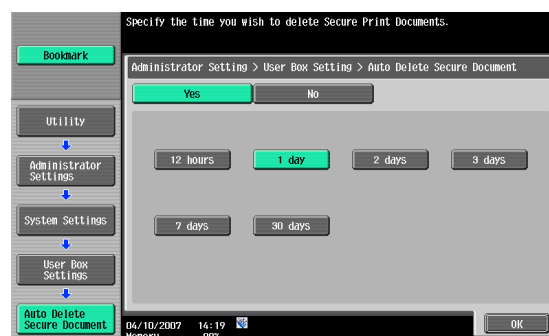 Specify the time you wish to delete Secure Print Documents.
Bookmark
Administrator Setting > User Box Setting > Auto Delete Secure Document
Yes
No
Utility
Administrator
Settings
System Settings
User Box
Settings
Auto Delete
Secure Document
12 hours
1 day
2 days
3 days
7 days
30 days
04/10/2007 14:19
Memory 00%
OK